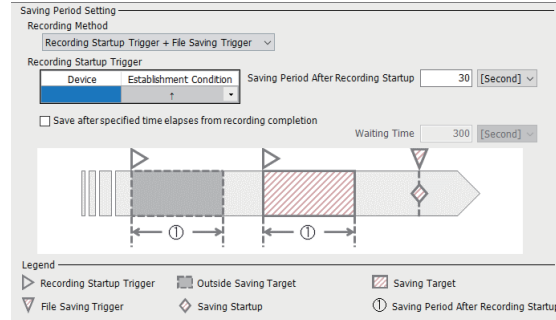 Saving Period Setting
Recording Method
Recording Startup Trigger + File Saving Trigger
Recording Startup Trigger
Device Establishment Condition Saving Period After Recording Startup 30 [Second]
↑
Save after specified time elapses from recording completion
Waiting Time 300 [Second]
① ①
Legend
Recording Startup Trigger Outside Saving Target Saving Target
File Saving Trigger Saving Startup ① Saving Period After Recording Startup